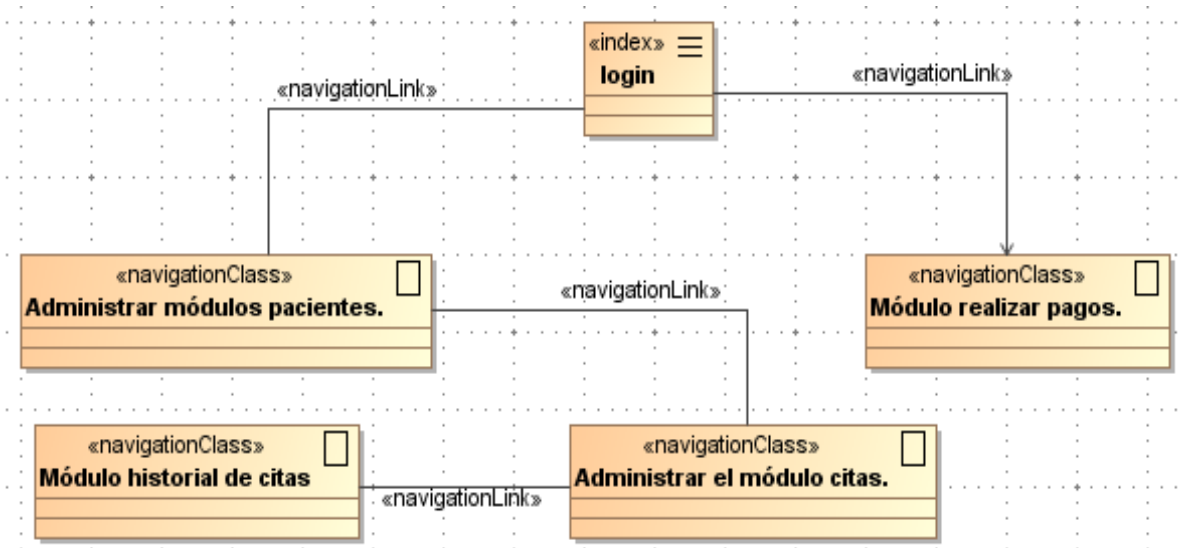 «index»
login
«navigationLink»
«navigationLink»
«navigationClass»
Administrar módulos pacientes.
«navigationLink»
«navigationClass»
Módulo realizar pagos.
«navigationClass»
Módulo historial de citas
«navigationLink»
«navigationClass»
Administrar el módulo citas.